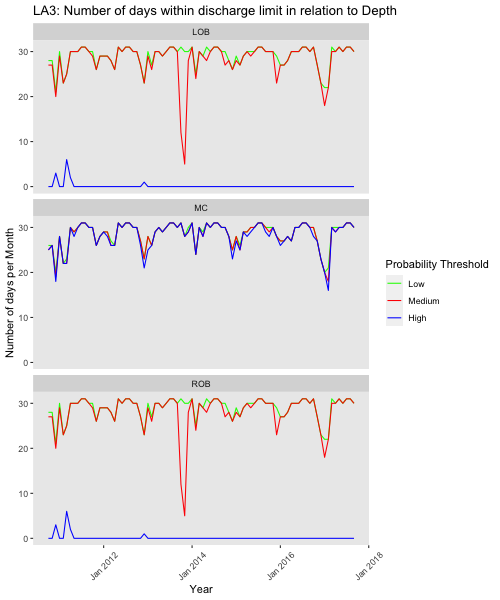 LA3: Number of days within discharge limit in relation to Depth
LOB
30
20
10
0
MC
30
20
10
0
ROB
30
20
10
0
Number of days per Month
Jan 2012
Jan 2014
Jan 2016
Jan 2018
Year
Probability Threshold
Low
Medium
High